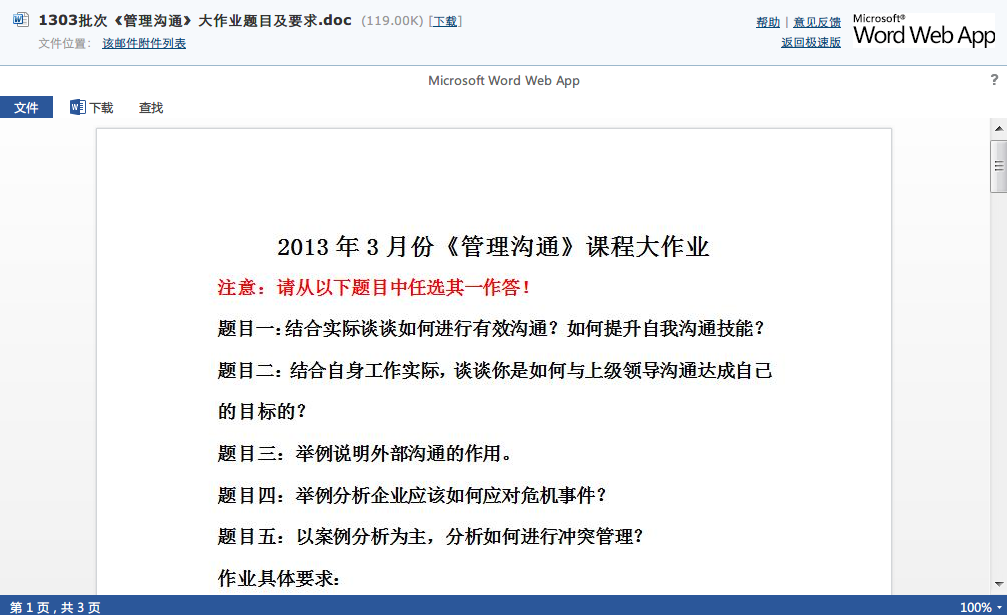 1303批次《管理沟通》大作业题目及要求.doc (119.00K) [下载]
文件位置： 该邮件附件列表
帮助 | 意见反馈
返回极速版
Microsoft®
Word Web App
Microsoft Word Web App
?
文件 下载 查找
2013 年 3 月份《管理沟通》课程大作业
注意：请从以下题目中任选其一作答！
题目一：结合实际谈谈如何进行有效沟通？如何提升自我沟通技能？
题目二：结合自身工作实际，谈谈你是如何与上级领导沟通达成自己
的目标的？
题目三：举例说明外部沟通的作用。
题目四：举例分析企业应该如何应对危机事件？
题目五：以案例分析为主，分析如何进行冲突管理？
作业具体要求：
第 1 页，共 3 页
100%